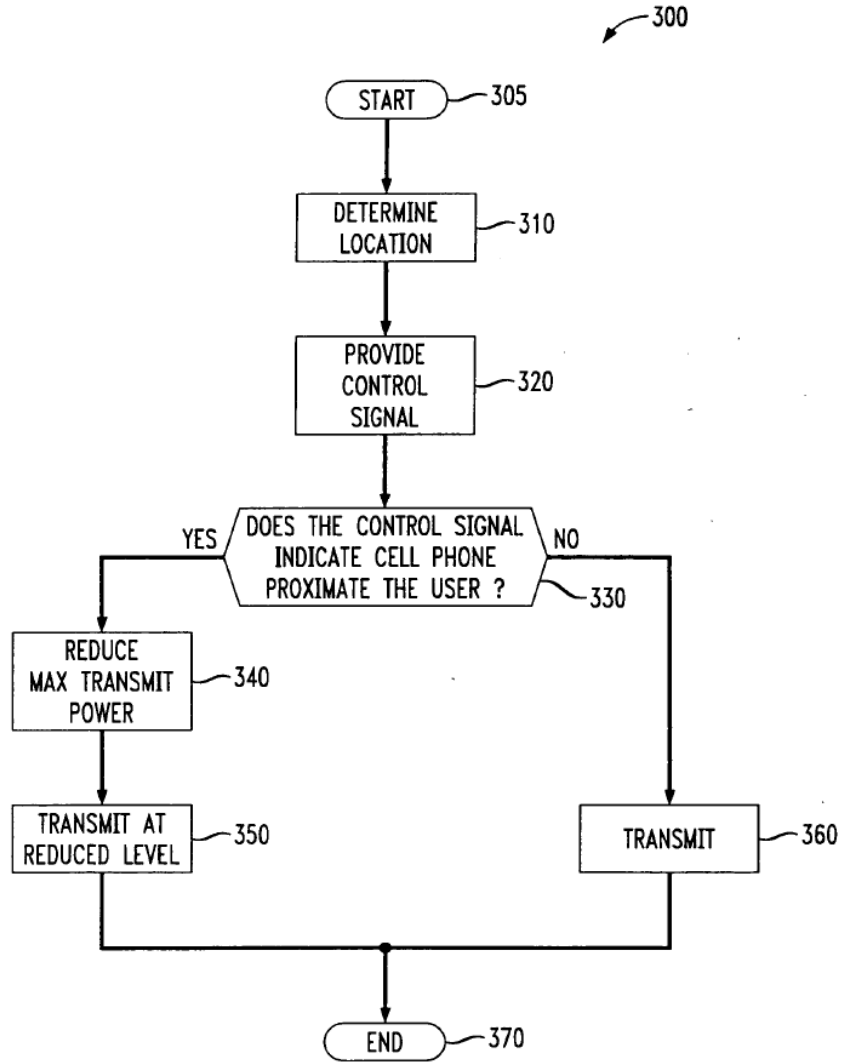 300
START
305
DETERMINE
LOCATION
310
PROVIDE
CONTROL
SIGNAL
320
YES
DOES THE CONTROL SIGNAL
INDICATE CELL PHONE
PROXIMATE THE USER ?
NO
330
REDUCE
MAX TRANSMIT
POWER
340
TRANSMIT AT
REDUCED LEVEL
350
TRANSMIT
360
END
370